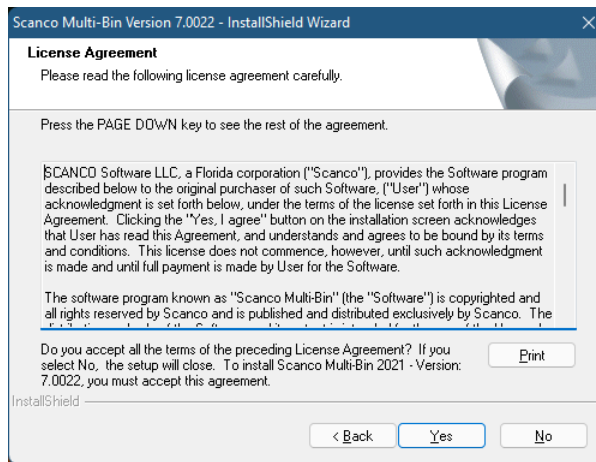 Scanco Multi-Bin Version 7.0022 - InstallShield Wizard
License Agreement
Please read the following license agreement carefully.
Press the PAGE DOWN key to see the rest of the agreement.
SCANCO Software LLC, a Florida corporation ("Scanco"), provides the Software program
described below to the original purchaser of such Software, ("User") whose
acknowledgment is set forth below, under the terms of the license set forth in this License
Agreement.  Clicking the "Yes, I agree" button on the installation screen acknowledges
that User has read this Agreement, and understands and agrees to be bound by its terms
and conditions.  This license does not commence, however, until such acknowledgment
is made and until full payment is made by User for the Software.
The software program known as "Scanco Multi-Bin" (the "Software") is copyrighted and
all rights reserved by Scanco and is published and distributed exclusively by Scanco.  The
Do you accept all the terms of the preceding License Agreement?  If you
select No,  the setup will close.  To install Scanco Multi-Bin 2021 - Version:
7.0022, you must accept this agreement.
Print
InstallShield
< Back
Yes
No